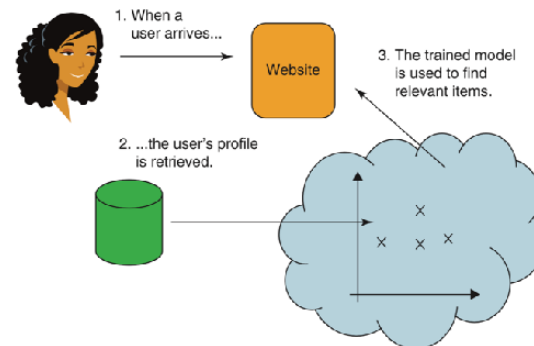 1. When a
user arrives...
Website
3. The trained model
is used to find
relevant items.
2. ...the user's profile
is retrieved.